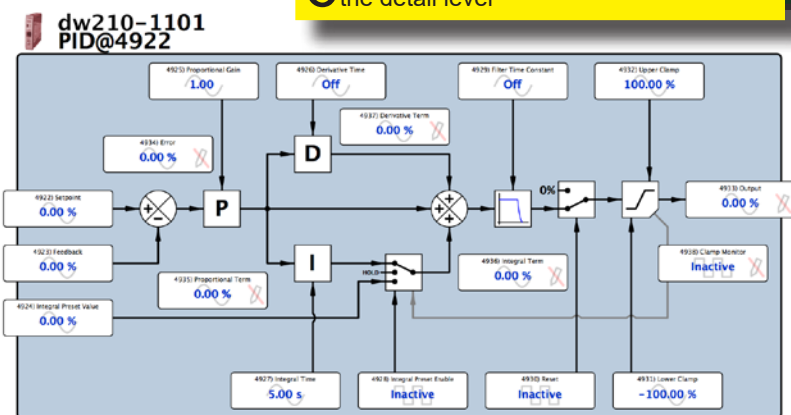 the detail level
dw210-1101
PID@4922
4925) Proportional Gain
1.00
4926) Derivative Time
Off
4929) Filter Time Constant
Off
4932) Upper Clamp
100.00 %
4937) Derivative Term
0.00 %
4934) Error
0.00 %
D
0%
4922) Setpoint
0.00 %
P
4933) Output
0.00 %
4923) Feedback
0.00 %
I
HOLD
4935) Proportional Term
0.00 %
4936) Integral Term
0.00 %
4938) Clamp Monitor
Inactive
4924) Integral Preset Value
0.00 %
4927) Integral Time
5.00 s
4928) Integral Preset Enable
Inactive
4930) Reset
Inactive
4931) Lower Clamp
-100.00 %